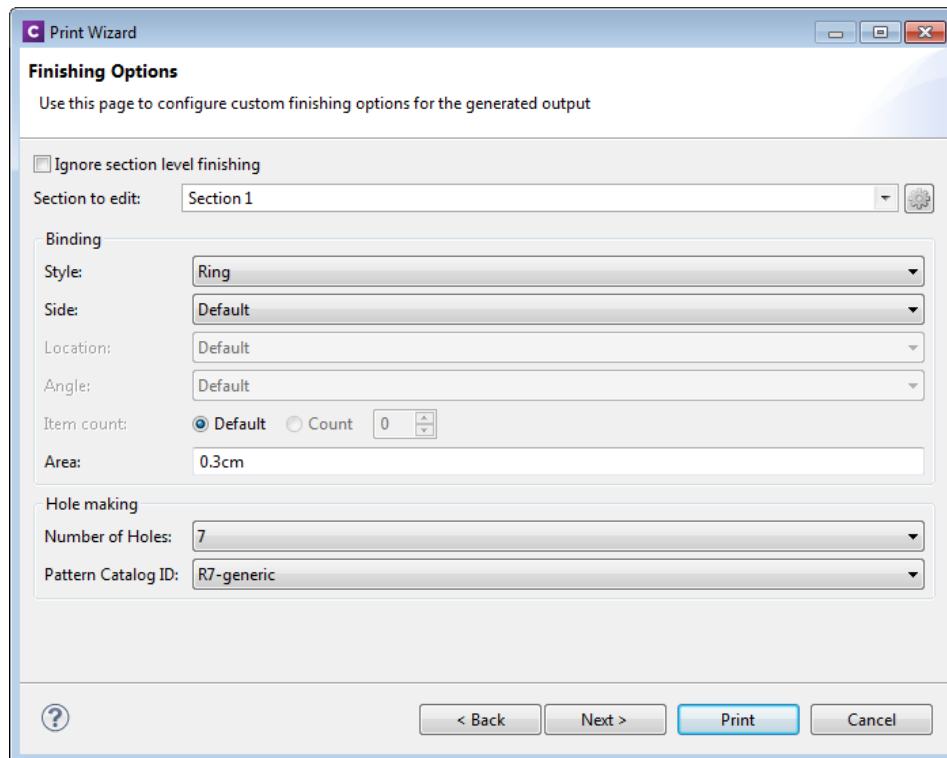 C Print Wizard
Finishing Options
Use this page to configure custom finishing options for the generated output
Ignore section level finishing
Section to edit: Section 1
Binding
Style: Ring
Side: Default
Location: Default
Angle: Default
Item count: Default Count 0
Area: 0.3cm
Hole making
Number of Holes: 7
Pattern Catalog ID: R7-generic
? < Back Next > Print Cancel